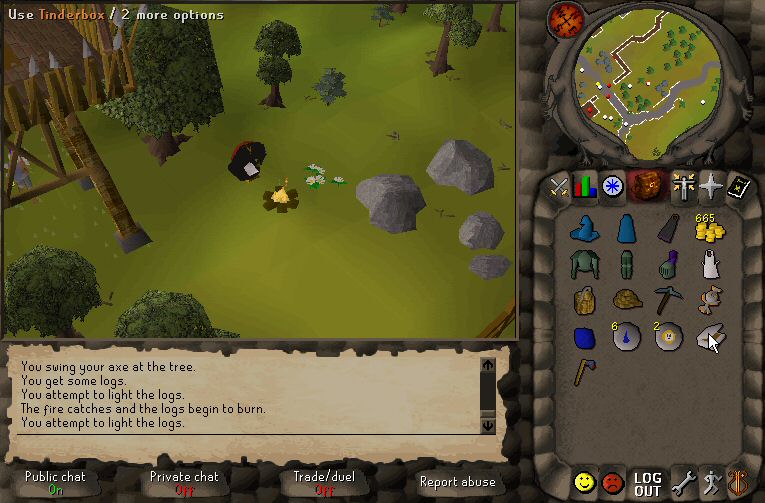 Use Tinderbox / 2 more options
665
6
2
You swing your axe at the tree.
You get some logs.
You attempt to light the logs.
The fire catches and the logs begin to burn.
You attempt to light the logs.
Public chat
On
Private chat
Off
Trade/duel
Off
Report abuse
LOG
OUT